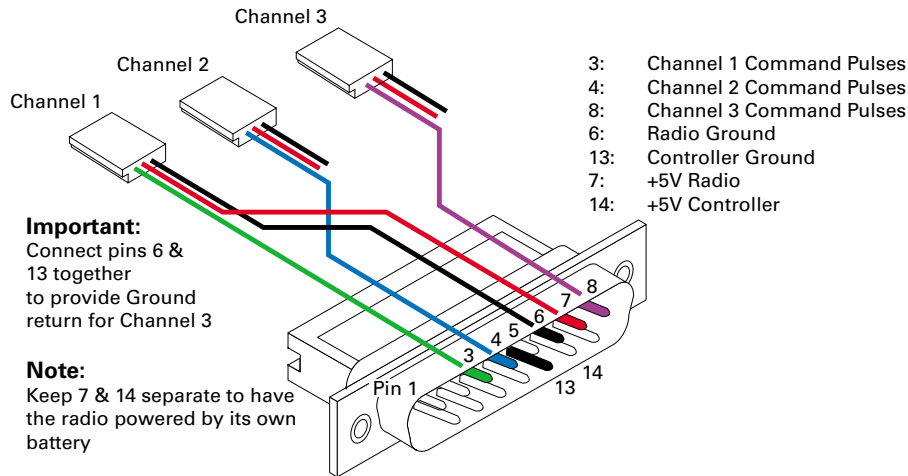 Channel 3
Channel 2
Channel 1
3: Channel 1 Command Pulses
4: Channel 2 Command Pulses
8: Channel 3 Command Pulses
6: Radio Ground
13: Controller Ground
7: +5V Radio
14: +5V Controller
Important:
Connect pins 6 &
13 together
to provide Ground
return for Channel 3
Note:
Keep 7 & 14 separate to have
the radio powered by its own
battery
Pin 1
3
4
5
6
7
8
13
14